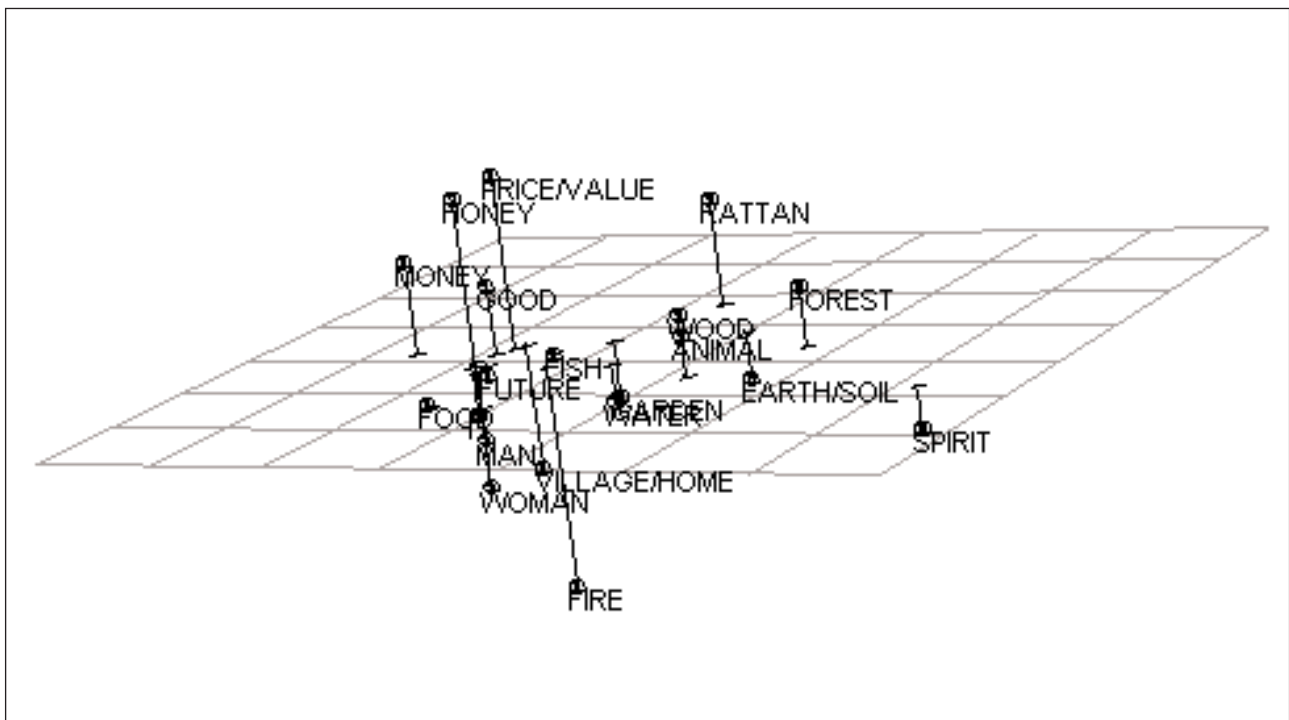 PRICE/VALUE
HONEY
RATTAN
MONEY
GOOD
FOREST
WOOD
ANIMAL
FISH
FUTURE
EARTH/SOIL
GARDEN
WATER
FOOD
SPIRIT
MAN
VILLAGE/HOME
WOMAN
FIRE